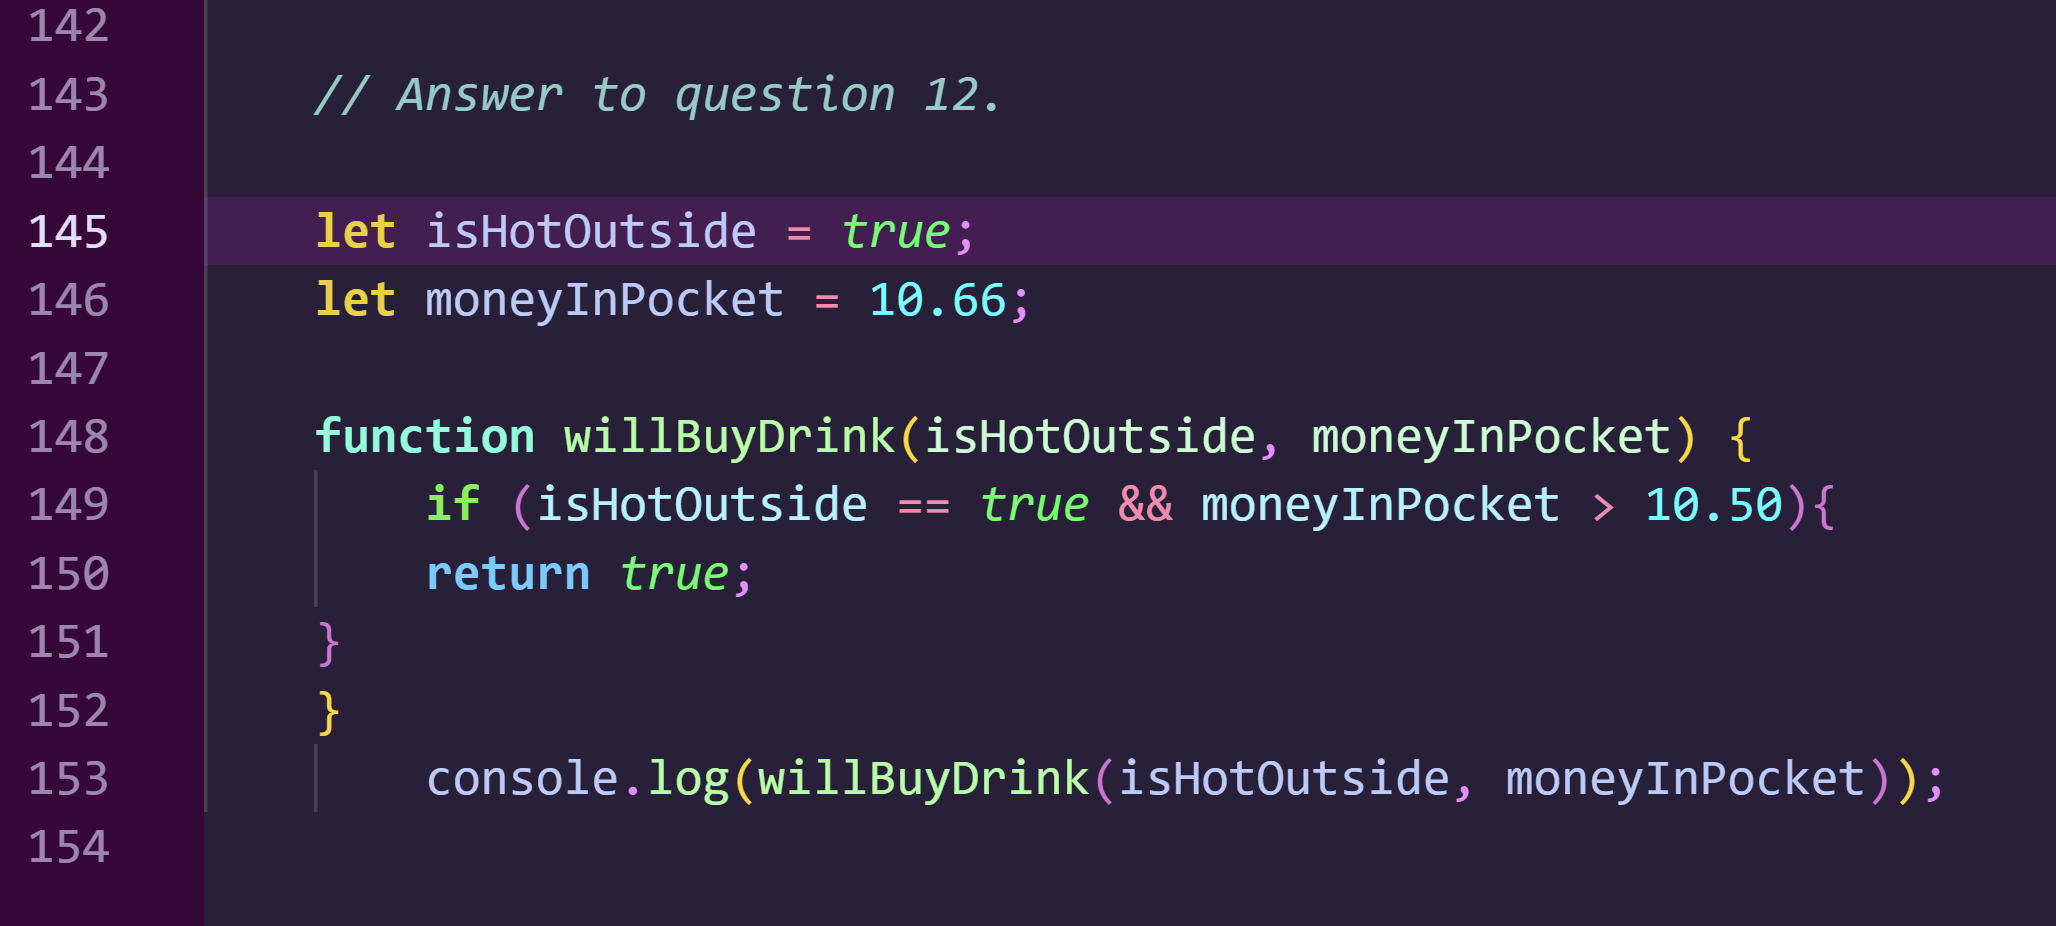 142
143 // Answer to question 12.
144
145 let isHotOutside = true;
146 let moneyInPocket = 10.66;
147
148 function willBuyDrink(isHotOutside, moneyInPocket) {
149 if (isHotOutside == true && moneyInPocket > 10.50){
150 return true;
151 }
152 }
153 console.log(willBuyDrink(isHotOutside, moneyInPocket));
154